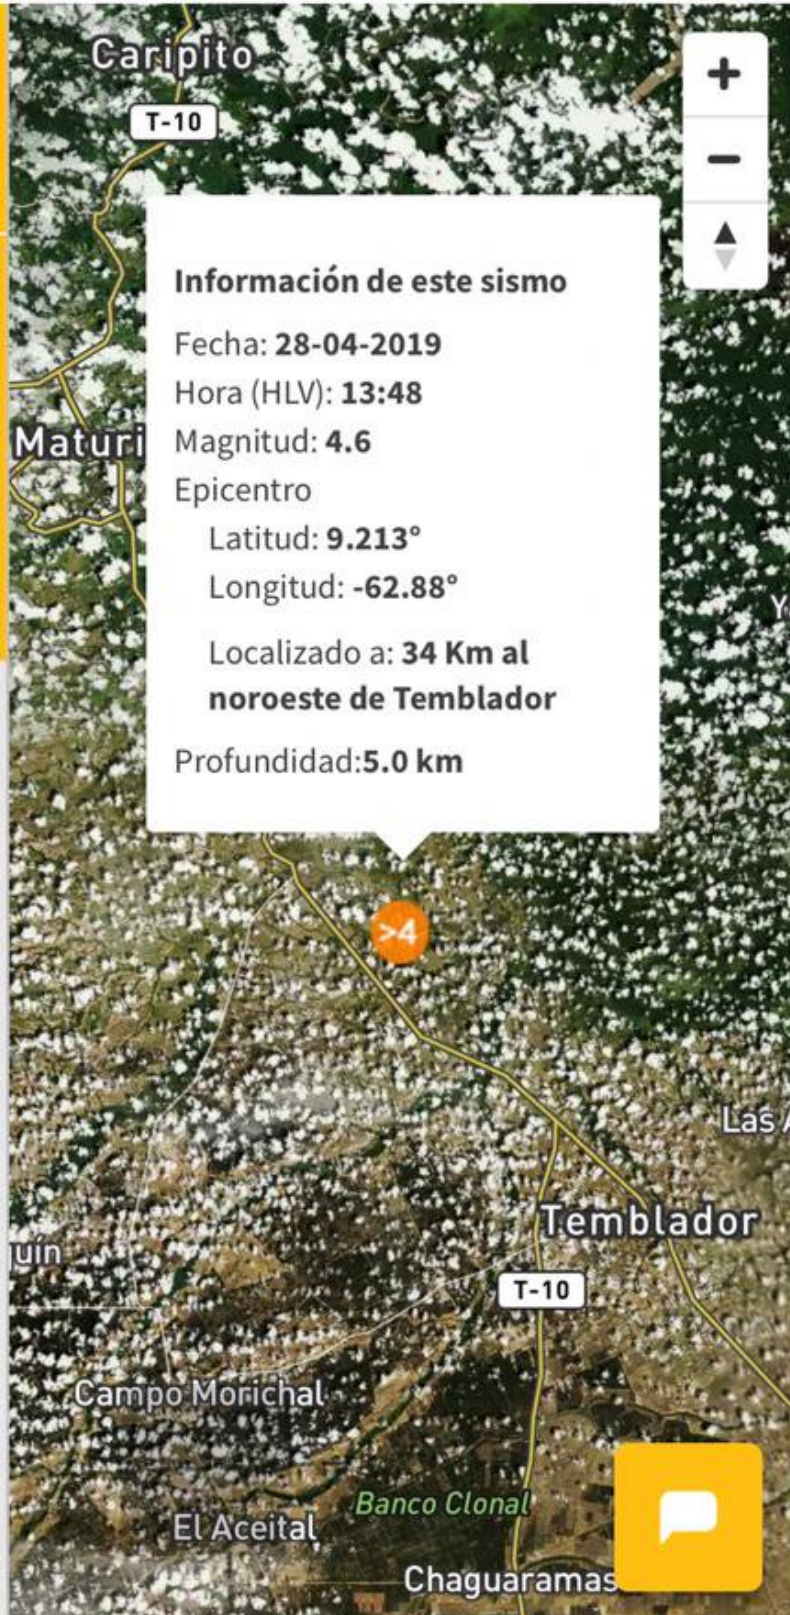 Caripito
T-10
+
−
Información de este sismo
Fecha: 28-04-2019
Hora (HLV): 13:48
Maturi
Magnitud: 4.6
Epicentro
Latitud: 9.213°
Longitud: -62.88°
Y
Localizado a: 34 Km al
noroeste de Temblador
Profundidad:5.0 km
>4
Las
Temblador
uín
T-10
Campo Morichal
Banco Clonal
El Aceital
Chaguaramas